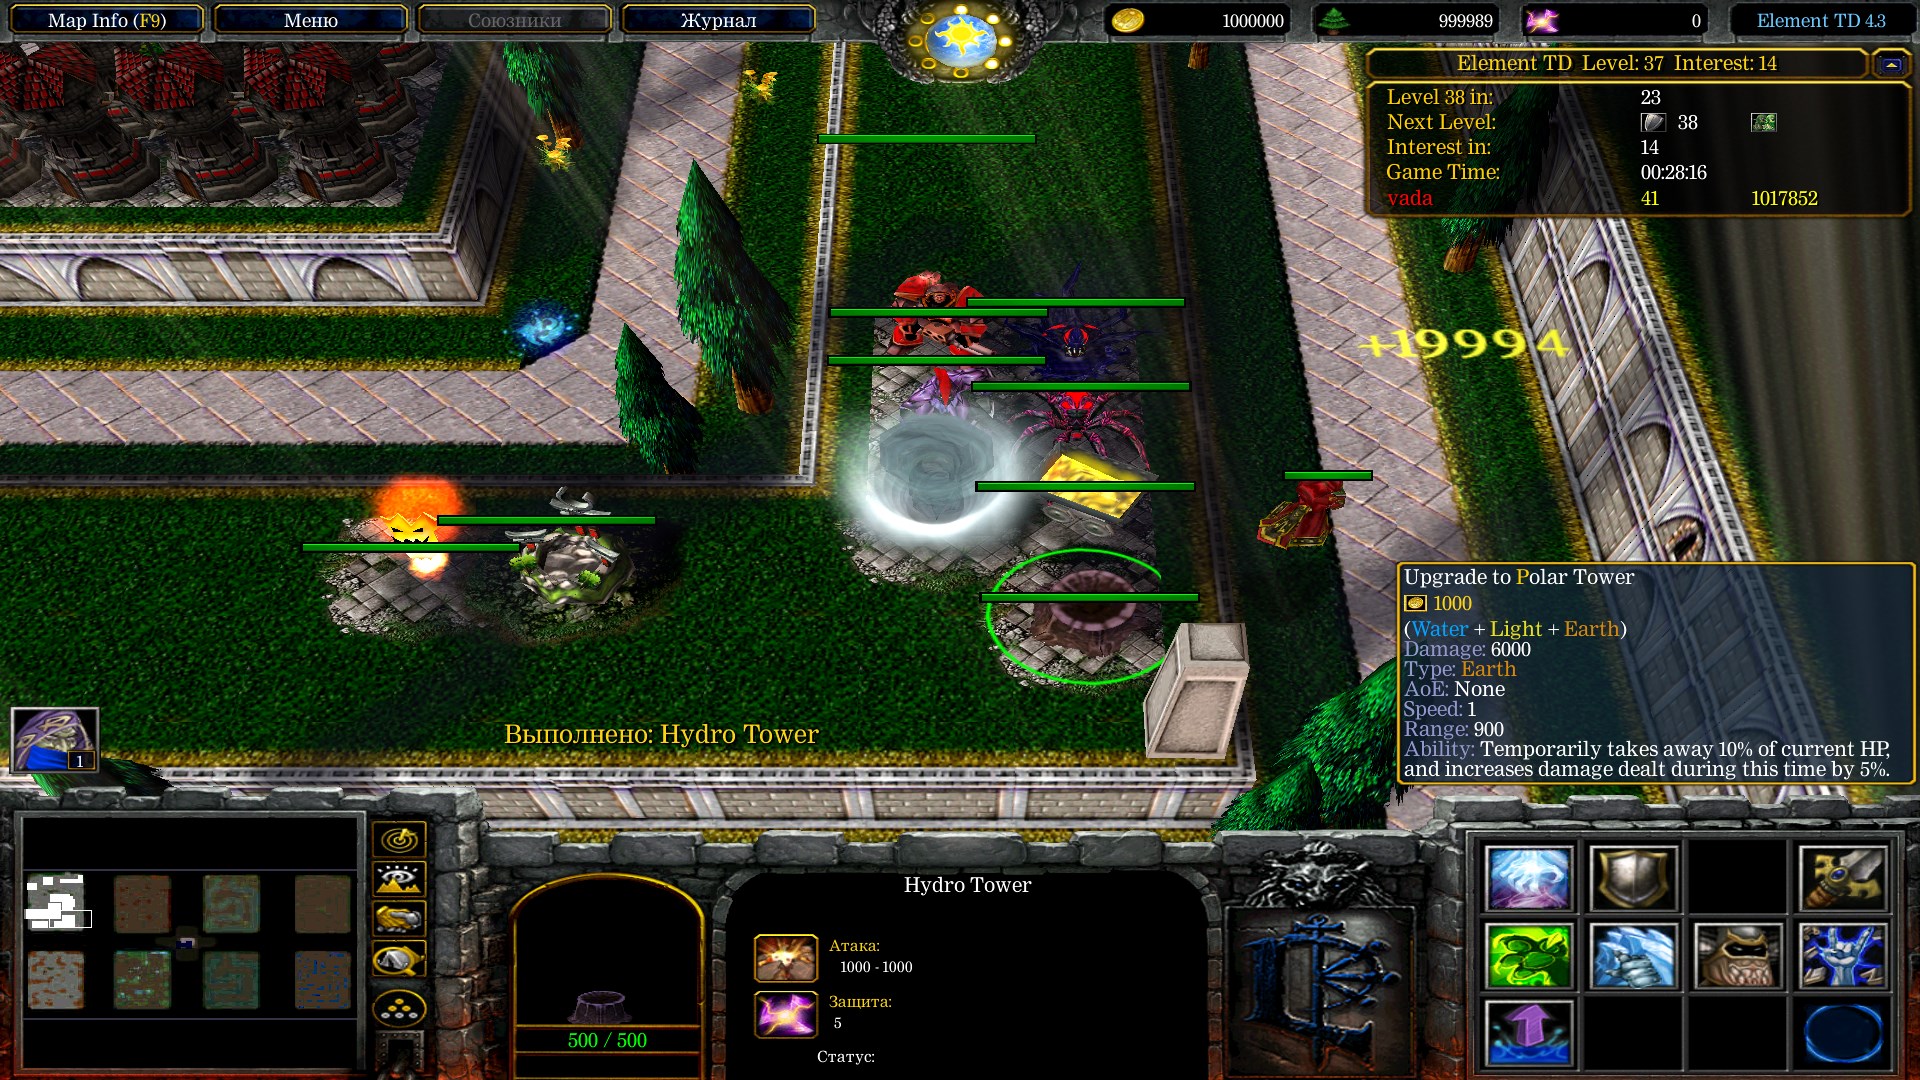 Map Info (F9)
Меню
Союзники
Журнал
1000000
999989
0
Element TD 4.3
Element TD Level: 37 Interest: 14
Level 38 in: 23
Next Level: 38
Interest in: 14
Game Time: 00:28:16
vada 41 1017852
+19994
Upgrade to Polar Tower
1000
(Water + Light + Earth)
Damage: 6000
Type: Earth
AoE: None
Speed: 1
Range: 900
Ability: Temporarily takes away 10% of current HP,
and increases damage dealt during this time by 5%.
Выполнено: Hydro Tower
1
Hydro Tower
Атака:
1000 - 1000
Защита:
5
Статус:
500 / 500